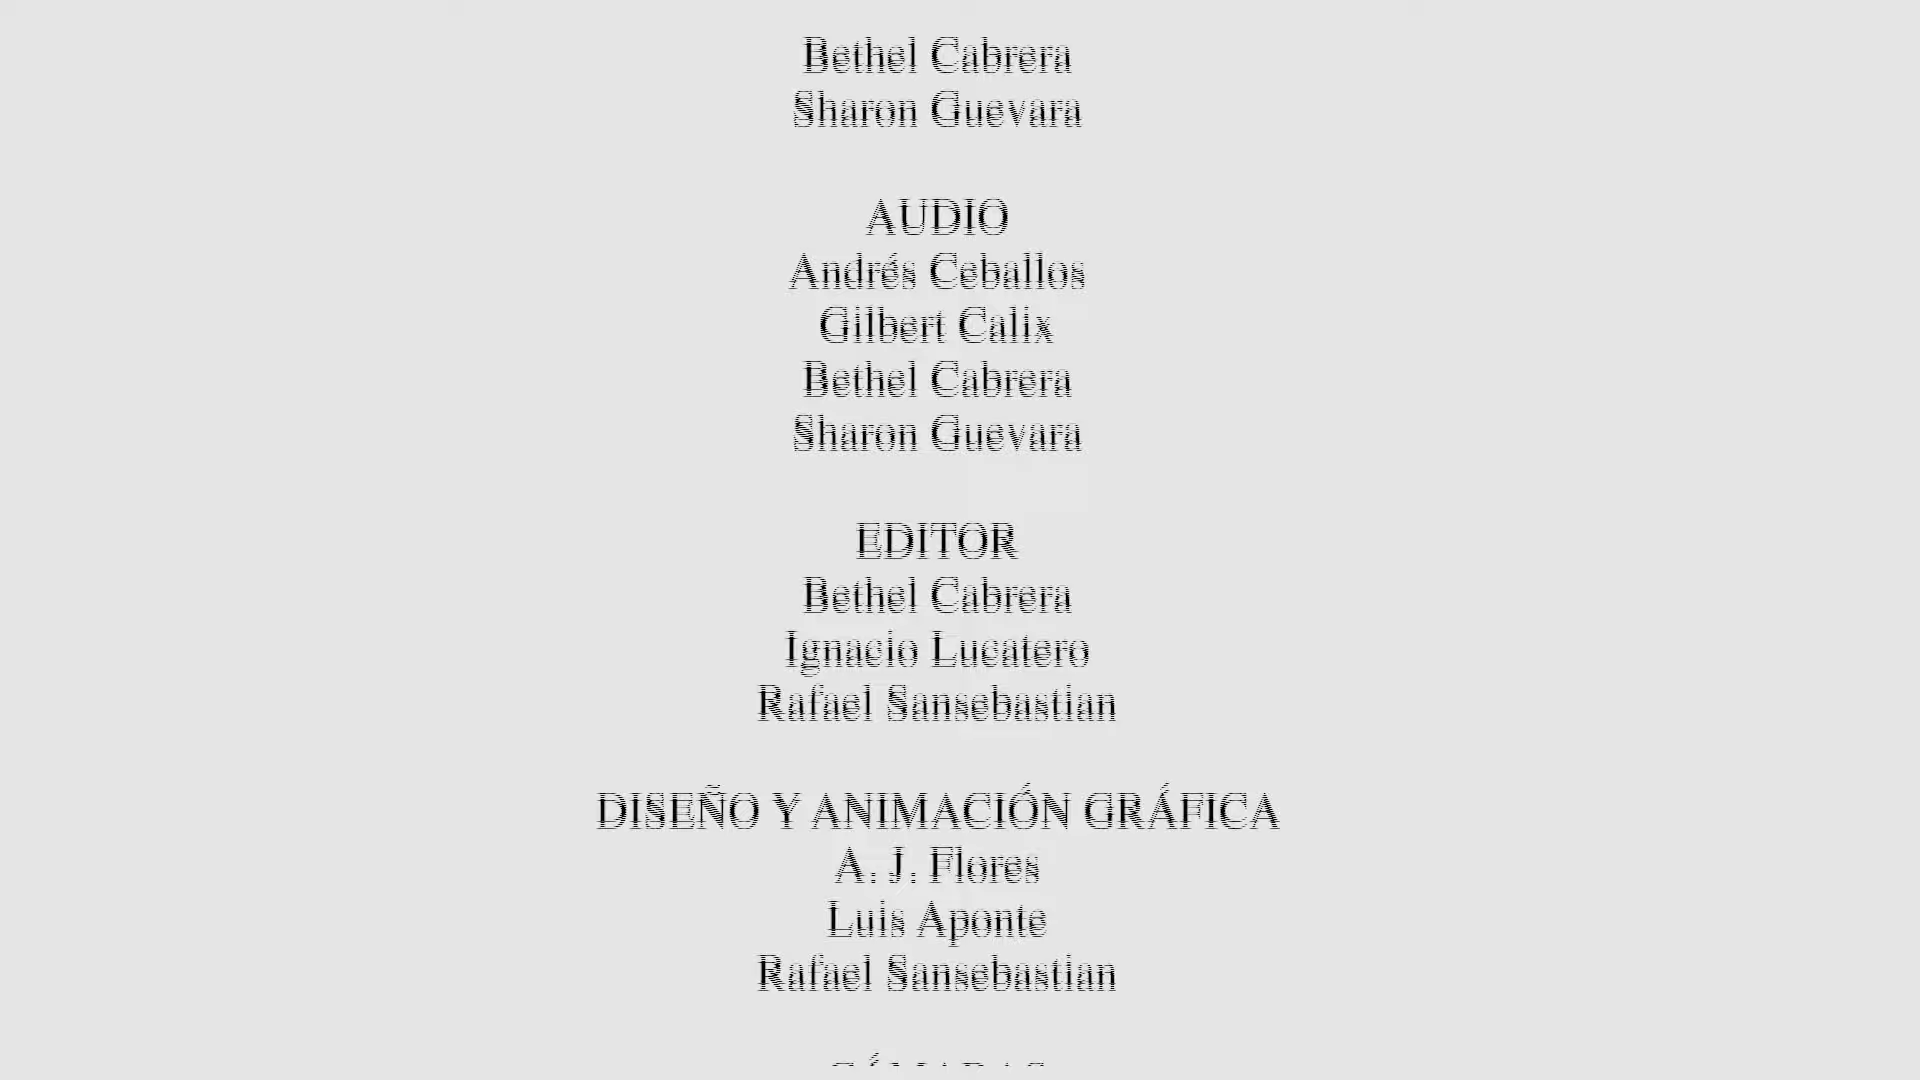 Bethel Cabrera
Sharon Guevara
AUDIO
Andrés Ceballos
Gilbert Calix
Bethel Cabrera
Sharon Guevara
EDITOR
Bethel Cabrera
Ignacio Lucatero
Rafael Sansebastian
DISEÑO Y ANIMACIÓN GRÁFICA
A. J. Flores
Luis Aponte
Rafael Sansebastian